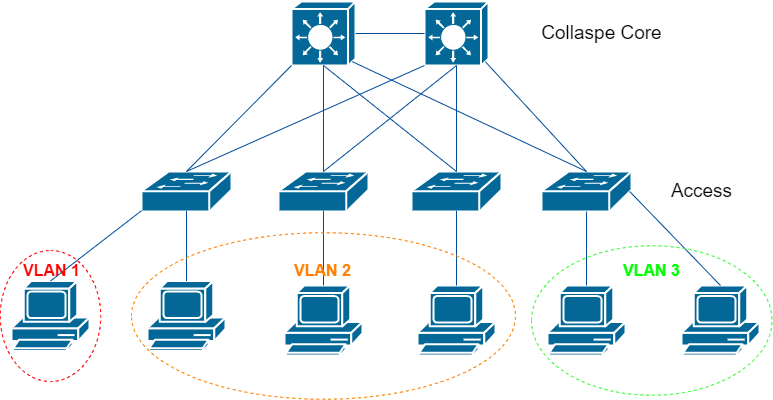 Collaspe Core
Access
VLAN 1
VLAN 2
VLAN 3